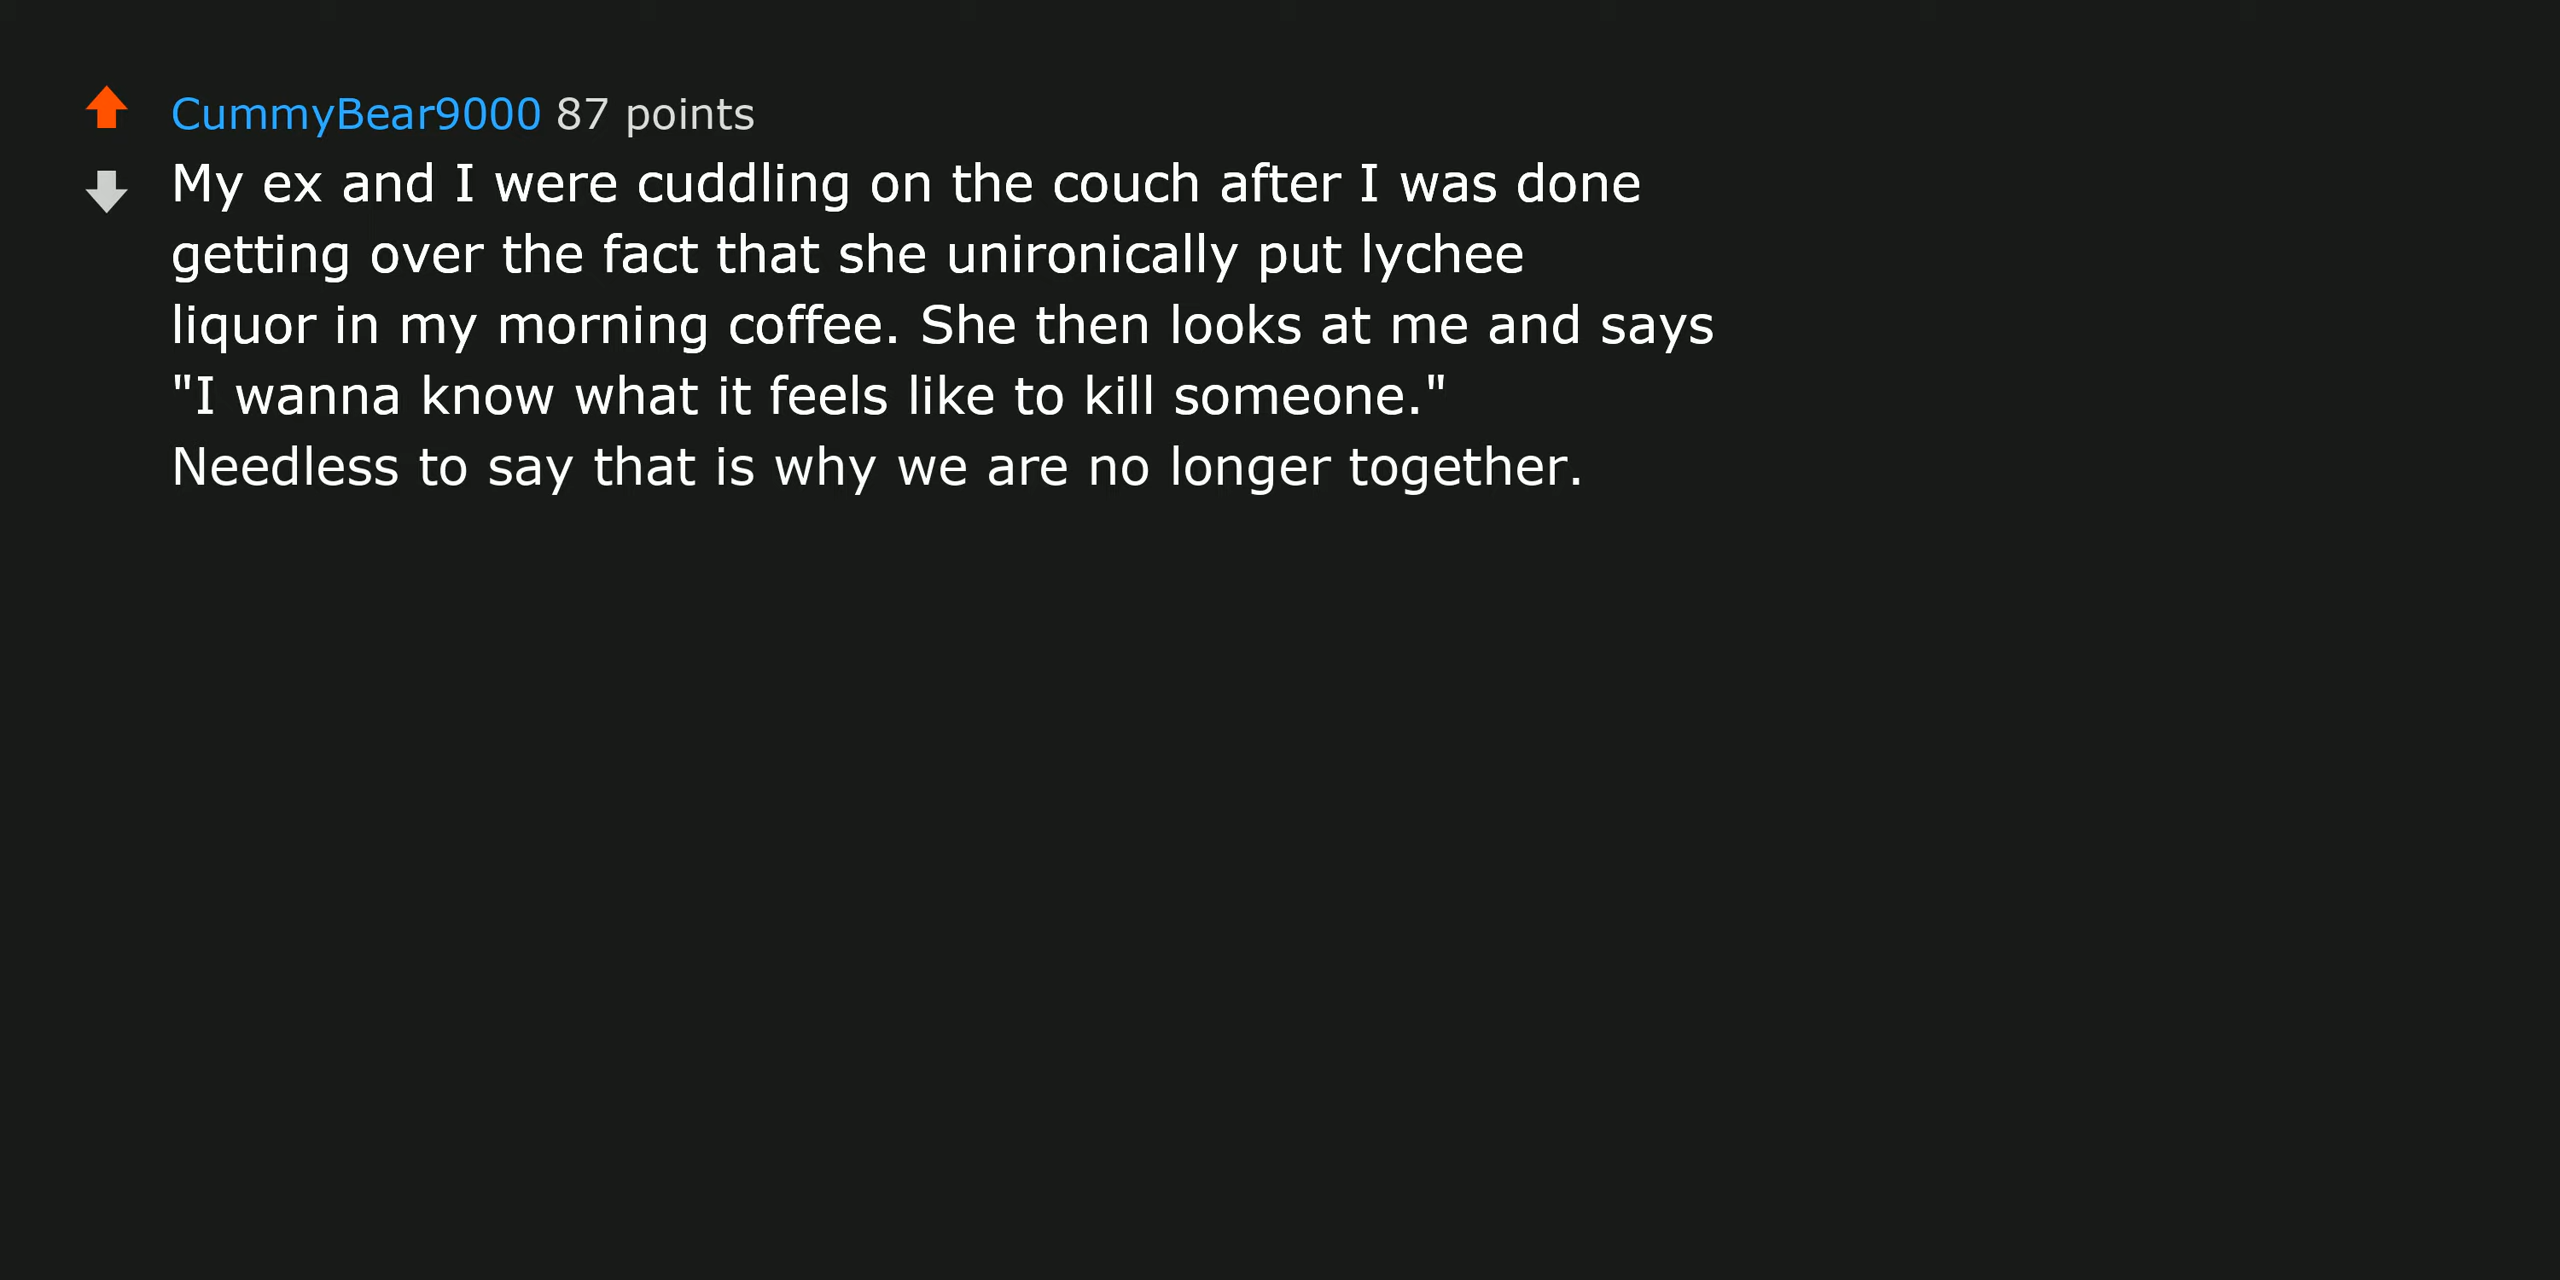 CummyBear9000 87 points
My ex and I were cuddling on the couch after I was done
getting over the fact that she unironically put lychee
liquor in my morning coffee. She then looks at me and says
"I wanna know what it feels like to kill someone."
Needless to say that is why we are no longer together.